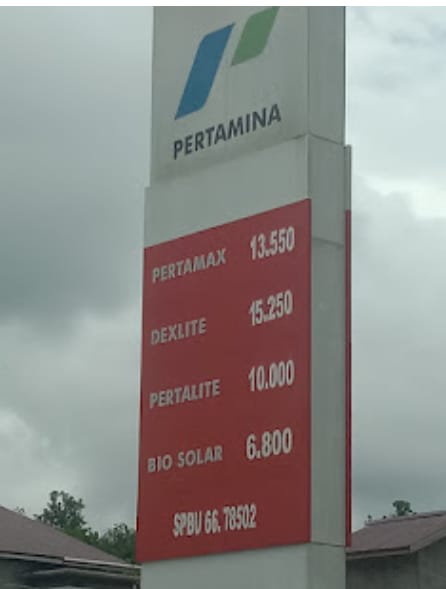 PERTAMINA
PERTAMAX 13.550
DEXLITE 15.250
PERTALITE 10.000
BIO SOLAR 6.800
SPBU 66. 78502